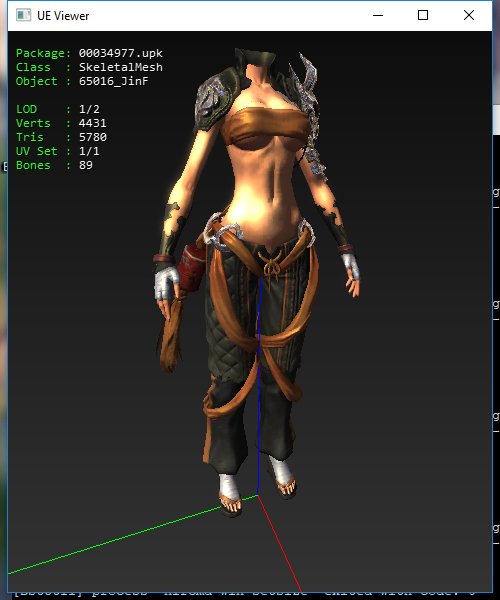 UE Viewer
Package: 00034977.upk
Class : SkeletalMesh
Object : 65016_JinF
LOD : 1/2
Verts : 4431
Tris : 5780
UV Set : 1/1
Bones : 89